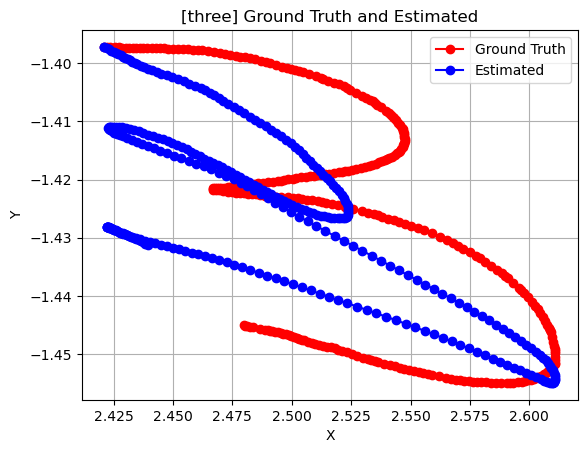 [three] Ground Truth and Estimated
Ground Truth
Estimated
−1.40
−1.41
−1.42
−1.43
−1.44
−1.45
Y
2.425 2.450 2.475 2.500 2.525 2.550 2.575 2.600
X